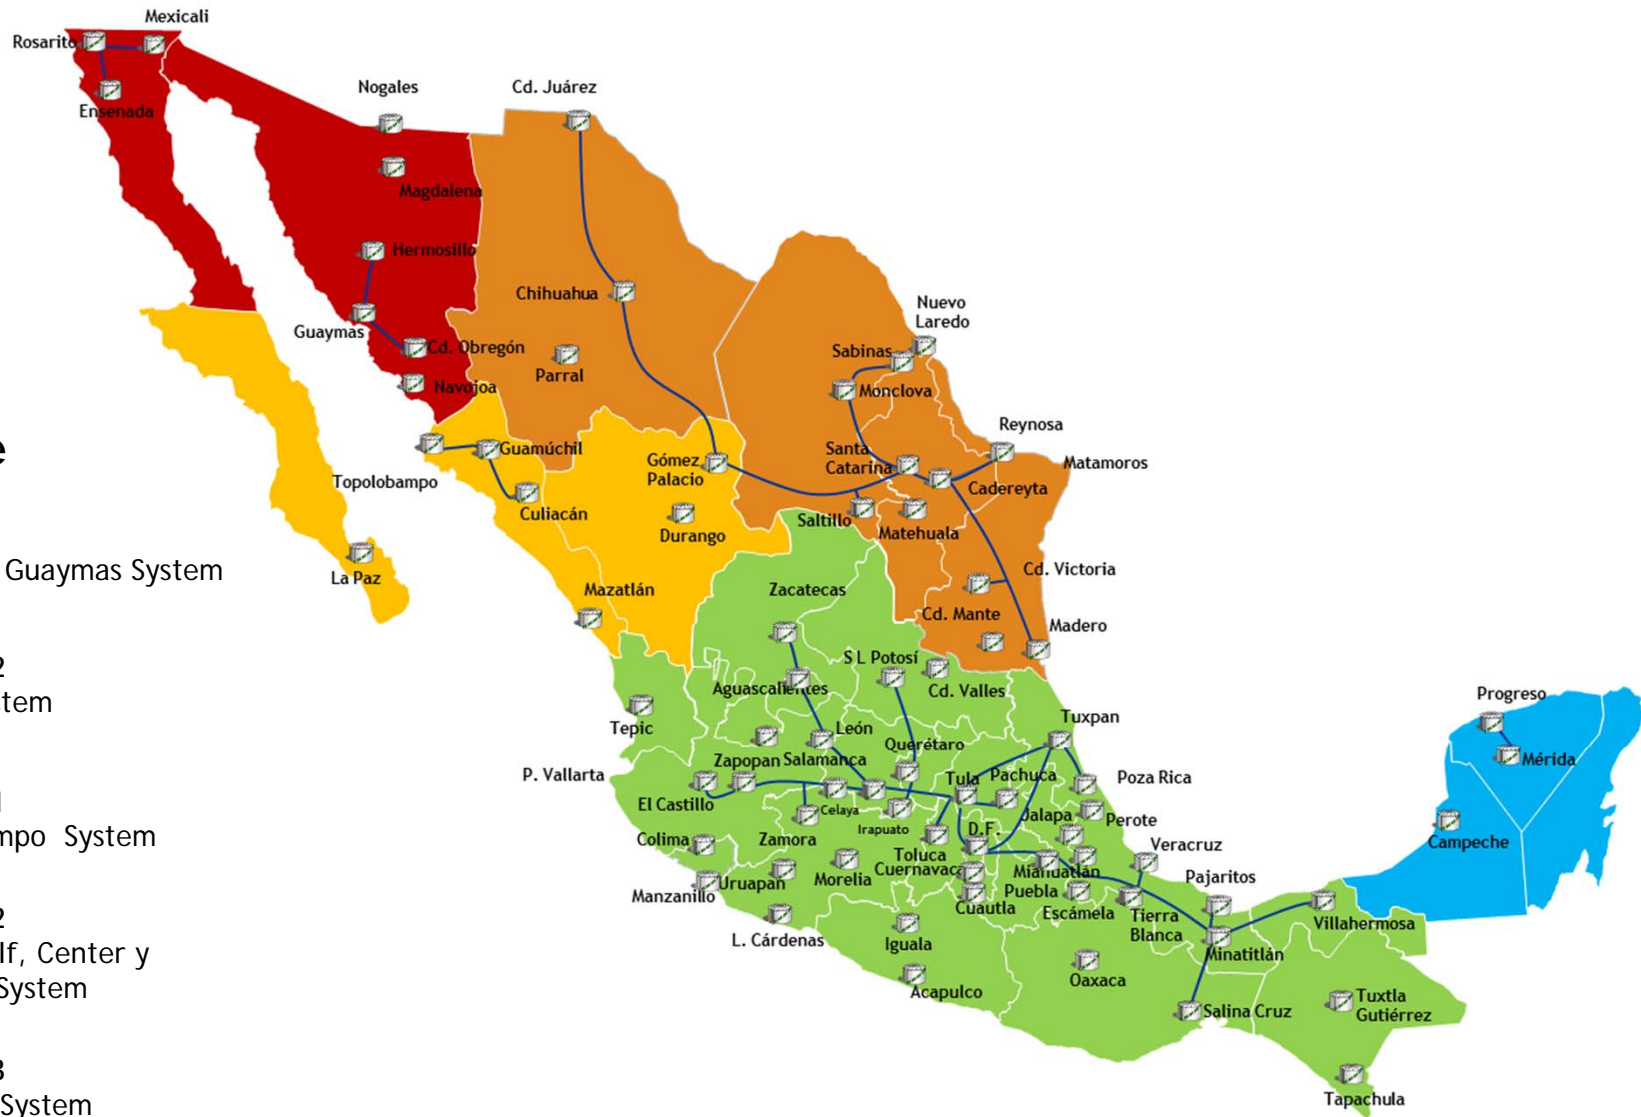 Mexicali
Rosarito
Ensenada
Nogales
Cd. Juárez
Magdalena
Hermosillo
Guaymas
Cd. Obregón
Navojoa
Chihuahua
Parral
Nuevo
Laredo
Sabinas
Monclova
Reynosa
Santa
Catarina
Matamoros
Cadereyta
Gómez
Palacio
Saltillo
Matehuala
Durango
Guamúchil
Topolobampo
Culiacán
La Paz
Mazatlán
Cd. Victoria
Cd. Mante
Madero
Zacatecas
S L Potosí
Cd. Valles
Aguascalientes
Tepic
León
Querétaro
Tuxpan
P. Vallarta
Zapopan
Salamanca
Tula
Pachuca
Poza Rica
El Castillo
Celaya
Irapuato
Jalapa
Perote
D.F.
Colima
Zamora
Toluca
Cuernavaca
Miahuatlán
Veracruz
Manzanillo
Uruapan
Morelia
Puebla
Cuautla
Escámela
Tierra
Blanca
Pajaritos
Minatitlán
Villahermosa
L. Cárdenas
Iguala
Acapulco
Oaxaca
Salina Cruz
Tuxtla
Gutiérrez
Tapachula
Progreso
Mérida
Campeche
e
Guaymas System
2
tem
mpo System
2
lf, Center y
System
3
System